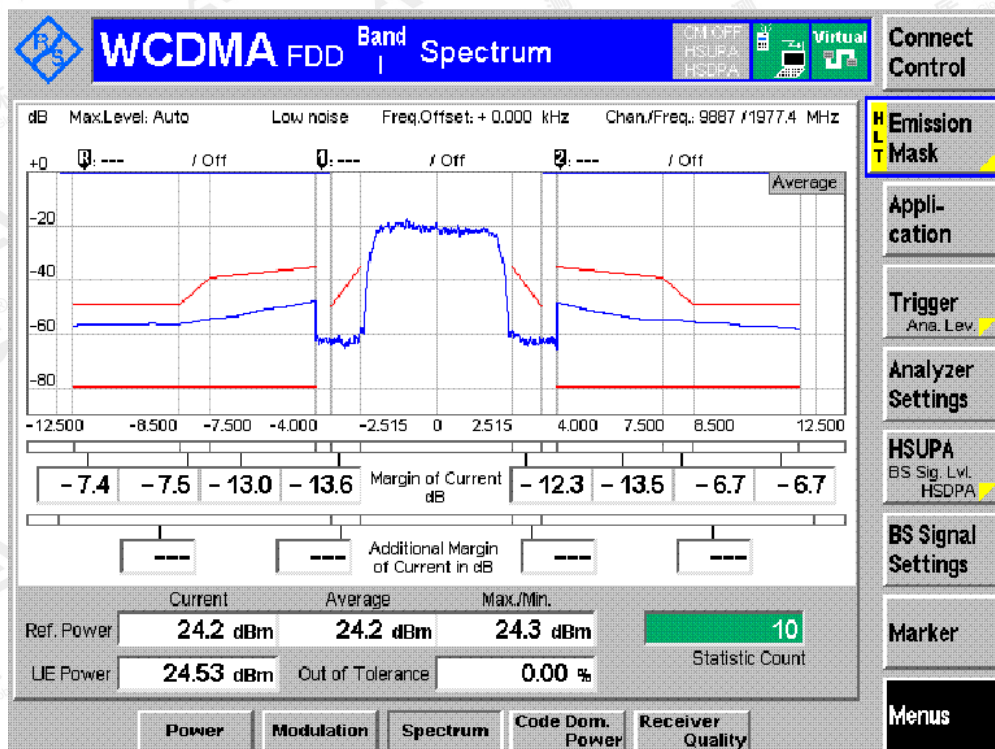 R&S
WCDMA FDD Band I Spectrum
CM OFF
HSUPA
HSDPA
Virtual
Connect
Control
dB Max.Level: Auto Low noise Freq.Offset: + 0.000 kHz Chan./Freq.: 9887 /1977.4 MHz
H
L
T
Emission
Mask
R: --- / Off 1: --- / Off 2: --- / Off
Average
+0
-20
-40
-60
-80
-12.500 -8.500 -7.500 -4.000 -2.515 0 2.515 4.000 7.500 8.500 12.500
Appli-
cation
Trigger
Ana. Lev.
Analyzer
Settings
- 7.4 - 7.5 - 13.0 - 13.6 Margin of Current dB - 12.3 - 13.5 - 6.7 - 6.7
HSUPA
BS Sig. Lvl.
HSDPA
--- --- Additional Margin of Current in dB --- ---
BS Signal
Settings
Current Average Max./Min.
Ref. Power 24.2 dBm 24.2 dBm 24.3 dBm 10
Statistic Count
UE Power 24.53 dBm Out of Tolerance 0.00 %
Marker
Menus
Power Modulation Spectrum Code Dom. Power Receiver Quality